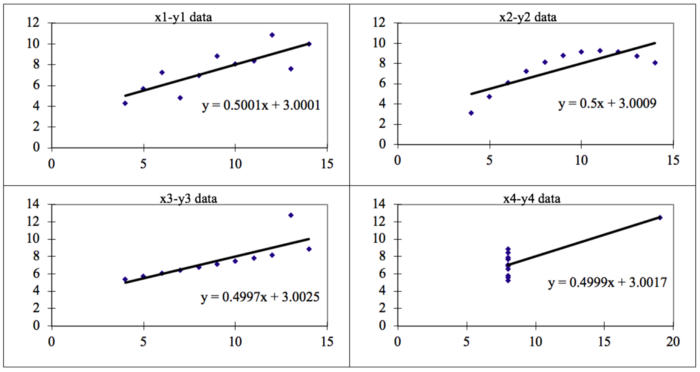 x1-y1 data
12
10
8
6
4
2
0
y = 0.5001x + 3.0001
0 5 10 15
x2-y2 data
12
10
8
6
4
2
0
y = 0.5x + 3.0009
0 5 10 15
x3-y3 data
14
12
10
8
6
4
2
0
y = 0.4997x + 3.0025
0 5 10 15
x4-y4 data
14
12
10
8
6
4
2
0
y = 0.4999x + 3.0017
0 5 10 15 20